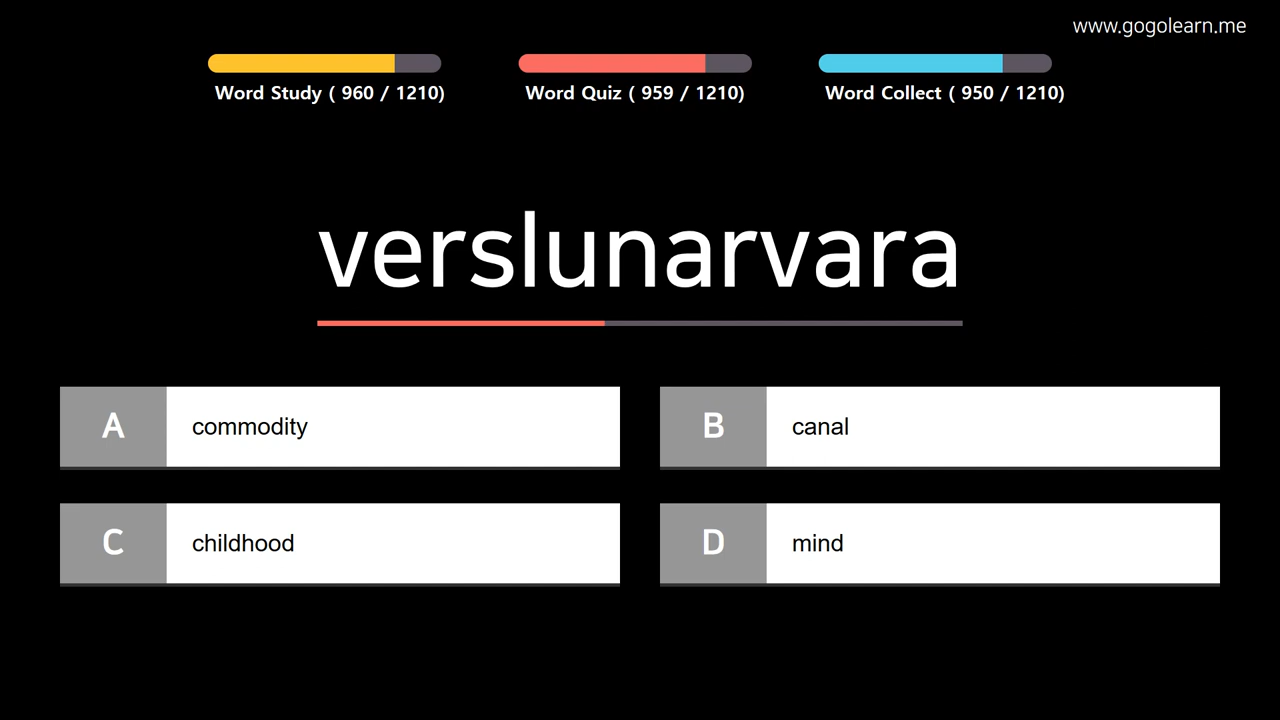 www.gogolearn.me
Word Study ( 960 / 1210)
Word Quiz ( 959 / 1210)
Word Collect ( 950 / 1210)
verslunarvara
A commodity
B canal
C childhood
D mind